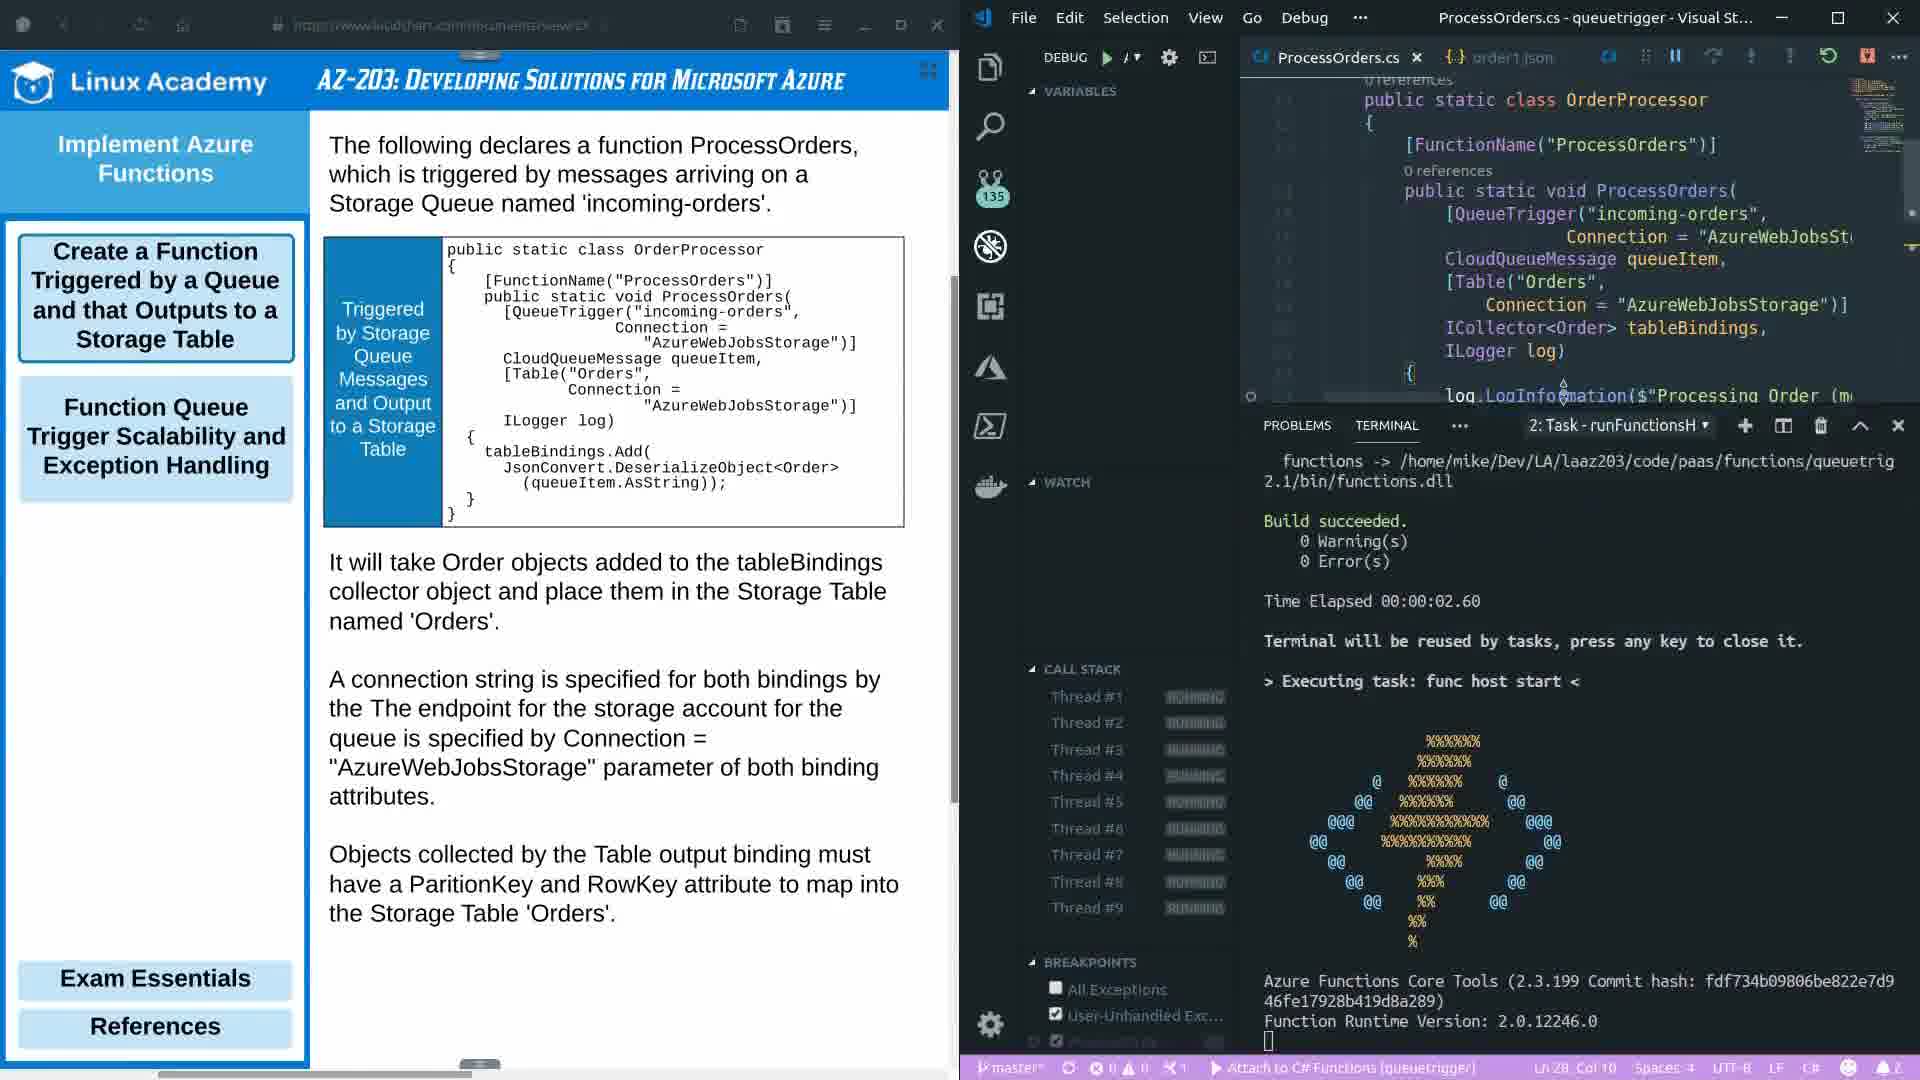 Linux Academy
AZ-203: Developing Solutions for Microsoft Azure
Implement Azure
Functions
Create a Function
Triggered by a Queue
and that Outputs to a
Storage Table
Function Queue
Trigger Scalability and
Exception Handling
Exam Essentials
References
The following declares a function ProcessOrders,
which is triggered by messages arriving on a
Storage Queue named 'incoming-orders'.
Triggered
by Storage
Queue
Messages
and Output
to a Storage
Table
public static class OrderProcessor
{
[FunctionName("ProcessOrders")]
public static void ProcessOrders(
[QueueTrigger("incoming-orders",
Connection =
"AzureWebJobsStorage")]
CloudQueueMessage queueItem,
[Table("Orders",
Connection =
"AzureWebJobsStorage")]
ILogger log)
{
tableBindings.Add(
JsonConvert.DeserializeObject<Order>
(queueItem.AsString));
}
}
It will take Order objects added to the tableBindings
collector object and place them in the Storage Table
named 'Orders'.
A connection string is specified for both bindings by
the The endpoint for the storage account for the
queue is specified by Connection =
"AzureWebJobsStorage" parameter of both binding
attributes.
Objects collected by the Table output binding must
have a ParitionKey and RowKey attribute to map into
the Storage Table 'Orders'.
File Edit Selection View Go Debug ··· ProcessOrders.cs - queuetrigger - Visual St...
DEBUG
ProcessOrders.cs
order1.json
VARIABLES
135
WATCH
CALL STACK
Thread #1 RUNNING
Thread #2 RUNNING
Thread #3 RUNNING
Thread #4 RUNNING
Thread #5 RUNNING
Thread #6 RUNNING
Thread #7 RUNNING
Thread #8 RUNNING
Thread #9 RUNNING
BREAKPOINTS
All Exceptions
User-Unhandled Exc...
0 references
public static class OrderProcessor
{
[FunctionName("ProcessOrders")]
0 references
public static void ProcessOrders(
[QueueTrigger("incoming-orders",
Connection = "AzureWebJobsSt
CloudQueueMessage queueItem,
[Table("Orders",
Connection = "AzureWebJobsStorage")]
ICollector<Order> tableBindings,
ILogger log)
{
log.LogInformation($"Processing Order (m
PROBLEMS TERMINAL ··· 2: Task - runFunctionsH
functions -> /home/mike/Dev/LA/laaz203/code/paas/functions/queuetrig
2.1/bin/functions.dll
Build succeeded.
0 Warning(s)
0 Error(s)
Time Elapsed 00:00:02.60
Terminal will be reused by tasks, press any key to close it.
> Executing task: func host start <
%%%%%%
%%%%%%
@ %%%%%% @
@@ %%%%%% @@
@@@ %%%%%%%%%%% @@@
@@ %%%%%%%%%% @@
@@ %%%% @@
@@ %%% @@
@@ %% @@
%%
%
Azure Functions Core Tools (2.3.199 Commit hash: fdf734b09806be822e7d9
46fe17928b419d8a289)
Function Runtime Version: 2.0.12246.0
master* 0 0 1 Attach to C# Functions (queuetrigger) Ln 28, Col 10 Spaces: 4 UTF-8 LF C# 2